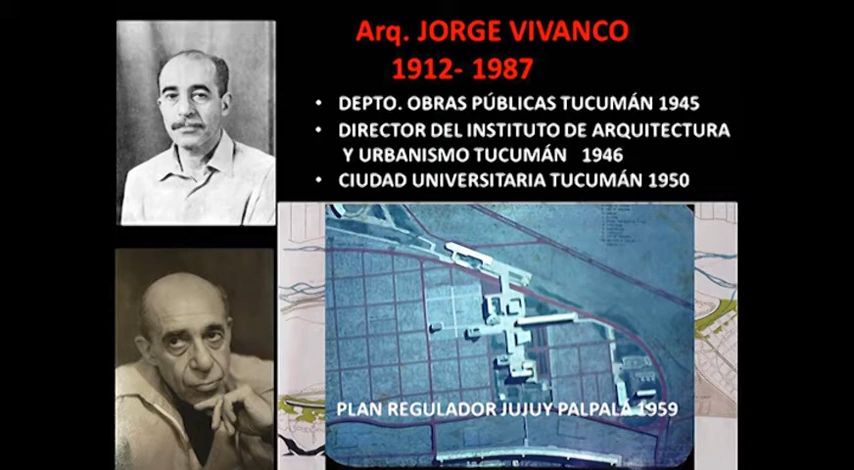 Arq. JORGE VIVANCO
1912- 1987
• DEPTO. OBRAS PÚBLICAS TUCUMÁN 1945
• DIRECTOR DEL INSTITUTO DE ARQUITECTURA
Y URBANISMO TUCUMÁN 1946
• CIUDAD UNIVERSITARIA TUCUMÁN 1950
PLAN REGULADOR JUJUY PALPALÁ 1959